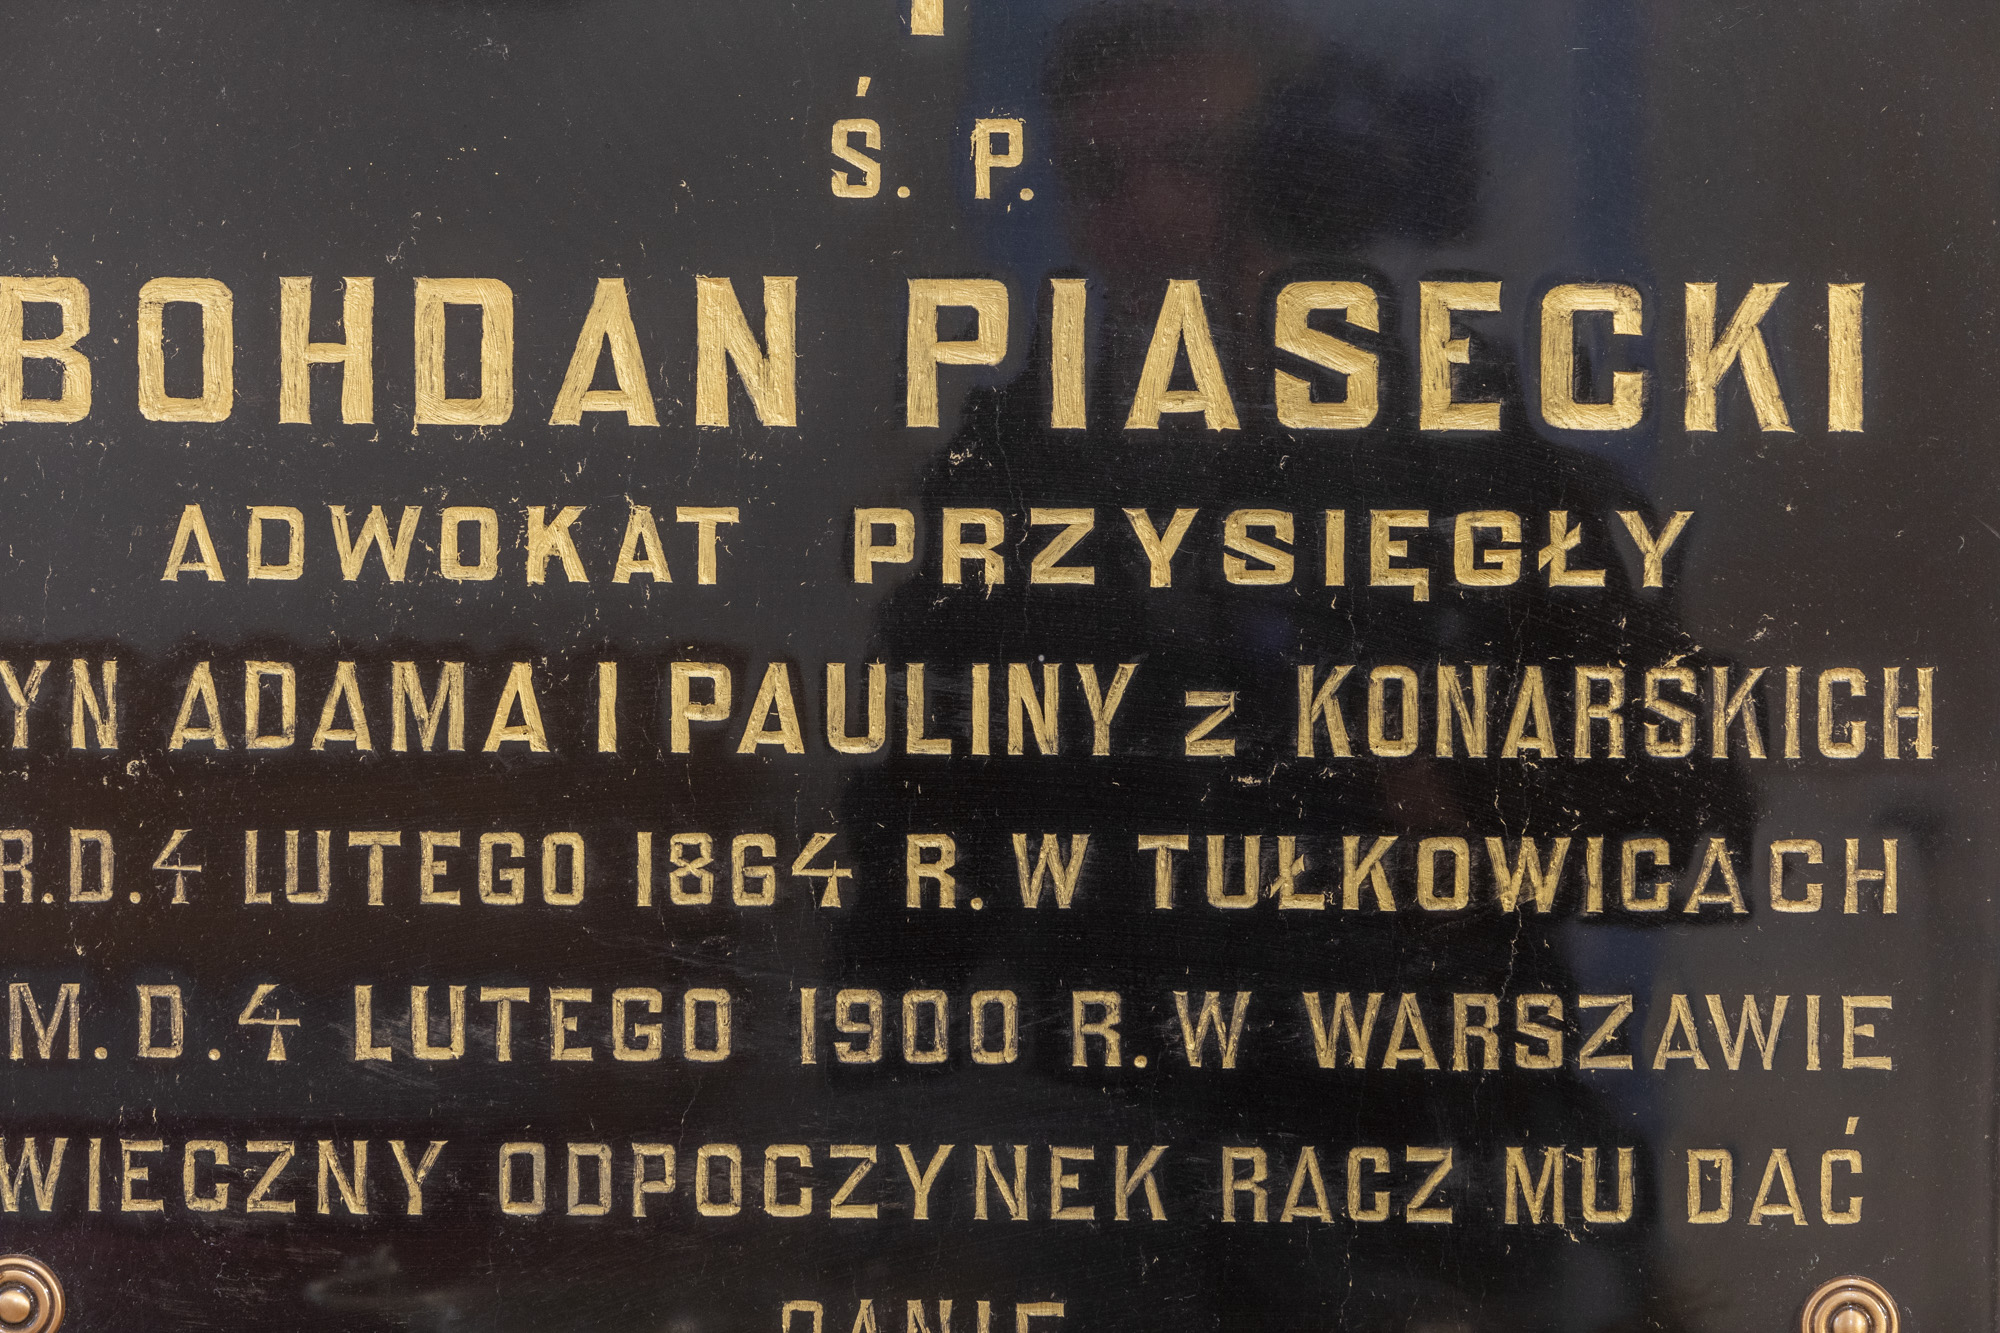 Ś. P.
BOHDAN PIASECKI
ADWOKAT PRZYSIĘGŁY
YN ADAMA I PAULINY z KONARSKICH
R.D.4 LUTEGO 1864 R. W TUŁKOWICACH
M. D. 4 LUTEGO 1900 R. W WARSZAWIE
WIECZNY ODPOCZYNEK RACZ MU DAĆ
PANIE